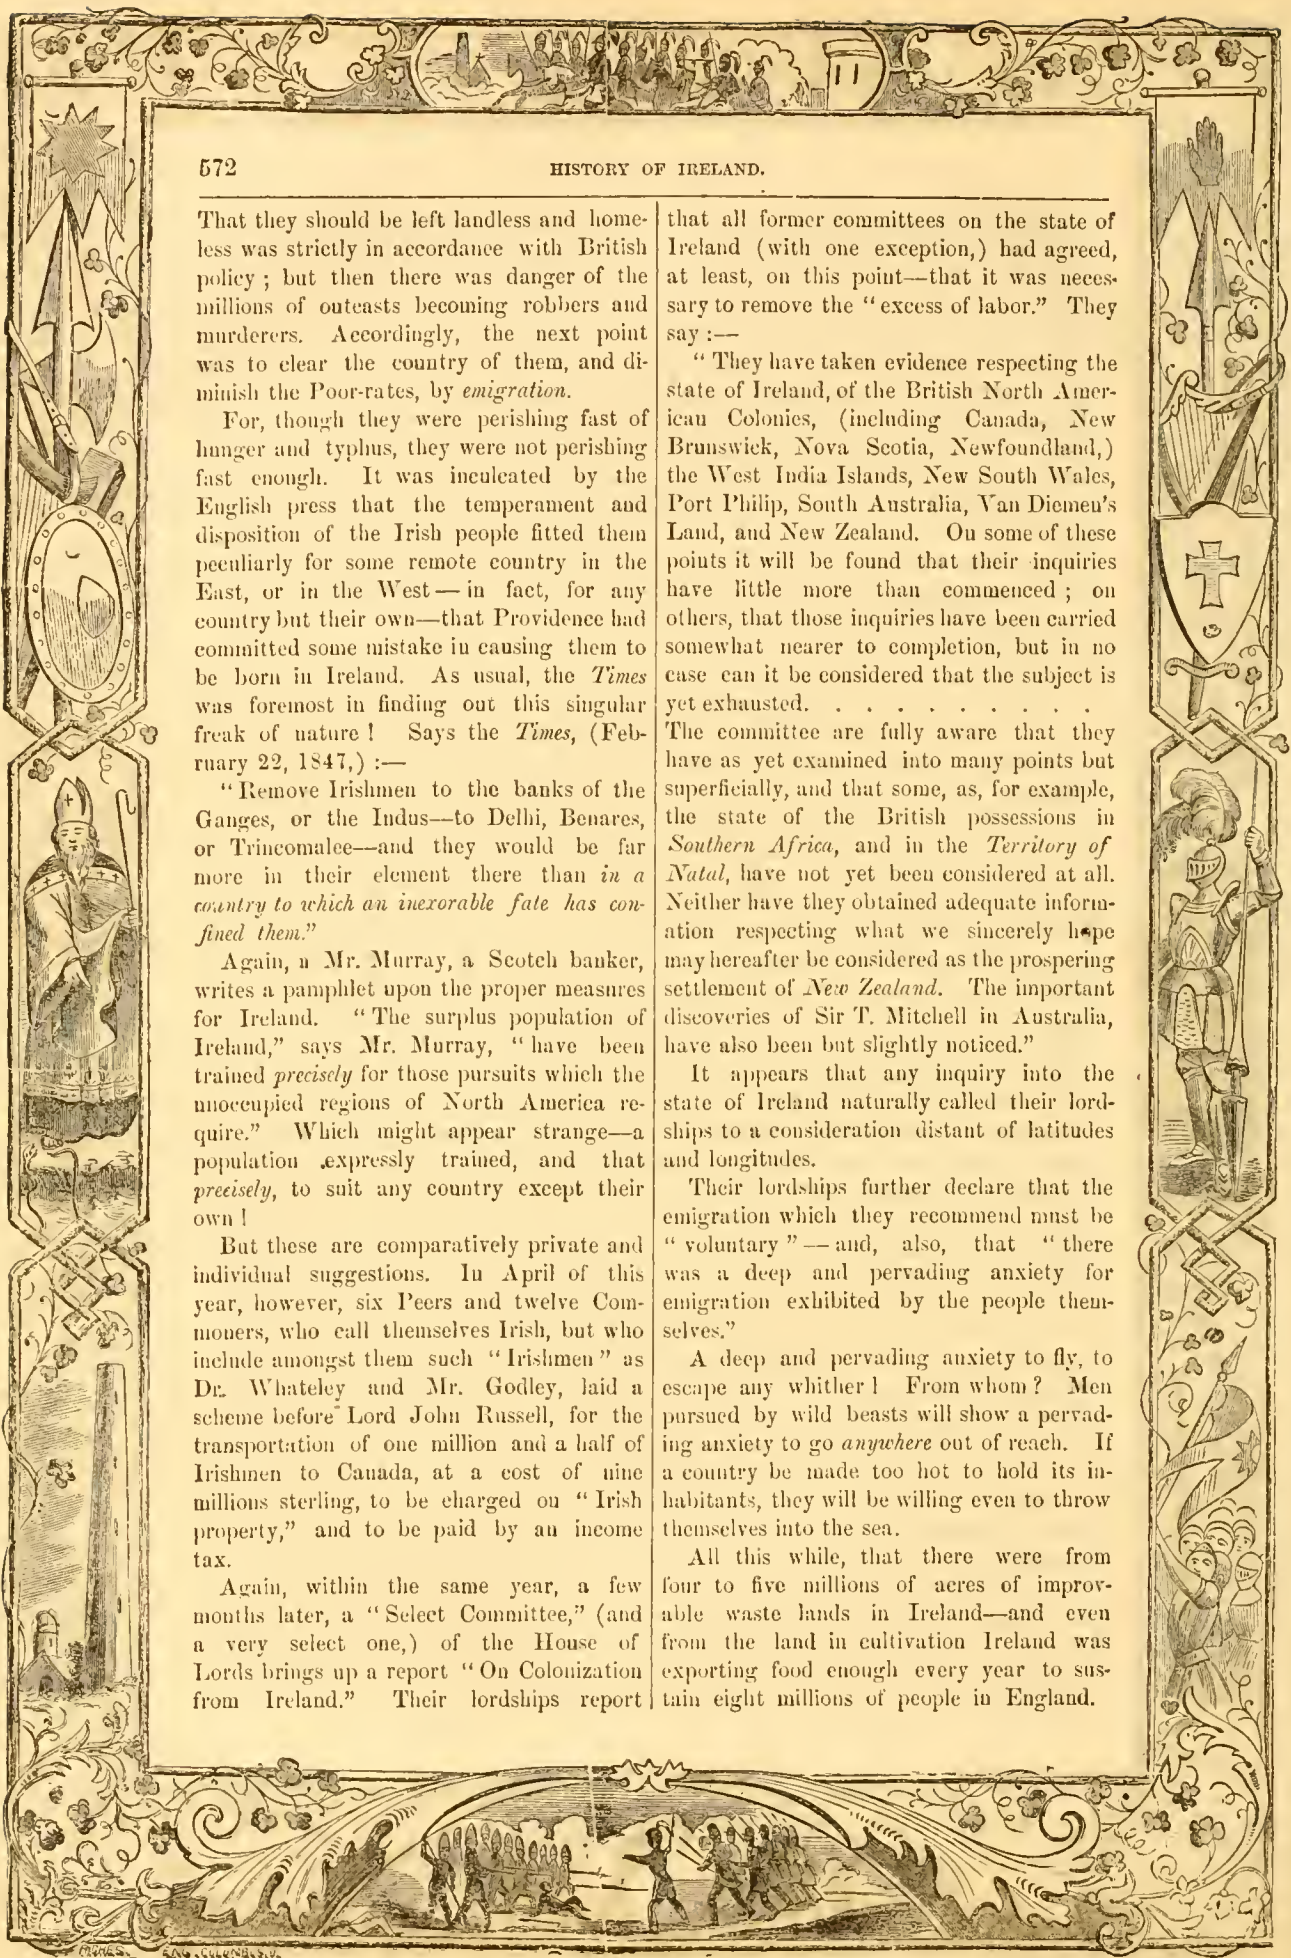 572
HISTORY OF IRELAND.
That they should be left landless and home-
less was strictly in accordance with British
policy ; but then there was danger of the
millions of outcasts becoming robbers and
murderers. Accordingly, the next point
was to clear the country of them, and di-
minish the Poor-rates, by emigration.
For, though they were perishing fast of
hunger and typhus, they were not perishing
fast enough. It was inculcated by the
English press that the temperament and
disposition of the Irish people fitted them
peculiarly for some remote country in the
East, or in the West — in fact, for any
country but their own—that Providence had
committed some mistake in causing them to
be born in Ireland. As usual, the Times
was foremost in finding out this singular
freak of nature ! Says the Times, (Feb-
ruary 22, 1847,) :—
" Remove Irishmen to the banks of the
Ganges, or the Indus—to Delhi, Benares,
or Trincomalee—and they would be far
more in their element there than in a
country to which an inexorable fate has con-
fined them."
Again, a Mr. Murray, a Scotch banker,
writes a pamphlet upon the proper measures
for Ireland. " The surplus population of
Ireland," says Mr. Murray, " have been
trained precisely for those pursuits which the
unoccupied regions of North America re-
quire." Which might appear strange—a
population expressly trained, and that
precisely, to suit any country except their
own !
But these are comparatively private and
individual suggestions. In April of this
year, however, six Peers and twelve Com-
moners, who call themselves Irish, but who
include amongst them such " Irishmen " as
Dr. Whateley and Mr. Godley, laid a
scheme before Lord John Russell, for the
transportation of one million and a half of
Irishmen to Canada, at a cost of nine
millions sterling, to be charged on " Irish
property," and to be paid by an income
tax.
Again, within the same year, a few
months later, a " Select Committee," (and
a very select one,) of the House of
Lords brings up a report " On Colonization
from Ireland." Their lordships report
that all former committees on the state of
Ireland (with one exception,) had agreed,
at least, on this point—that it was neces-
sary to remove the " excess of labor." They
say :—
" They have taken evidence respecting the
state of Ireland, of the British North Amer-
ican Colonies, (including Canada, New
Brunswick, Nova Scotia, Newfoundland,)
the West India Islands, New South Wales,
Port Philip, South Australia, Van Diemen's
Land, and New Zealand. On some of these
points it will be found that their inquiries
have little more than commenced ; on
others, that those inquiries have been carried
somewhat nearer to completion, but in no
case can it be considered that the subject is
yet exhausted. . . . . . . . . . .
The committee are fully aware that they
have as yet examined into many points but
superficially, and that some, as, for example,
the state of the British possessions in
Southern Africa, and in the Territory of
Natal, have not yet been considered at all.
Neither have they obtained adequate inform-
ation respecting what we sincerely hope
may hereafter be considered as the prospering
settlement of New Zealand. The important
discoveries of Sir T. Mitchell in Australia,
have also been but slightly noticed."
It appears that any inquiry into the
state of Ireland naturally called their lord-
ships to a consideration distant of latitudes
and longitudes.
Their lordships further declare that the
emigration which they recommend must be
" voluntary " — and, also, that " there
was a deep and pervading anxiety for
emigration exhibited by the people them-
selves."
A deep and pervading anxiety to fly, to
escape any whither ! From whom ? Men
pursued by wild beasts will show a pervad-
ing anxiety to go anywhere out of reach. If
a country be made too hot to hold its in-
habitants, they will be willing even to throw
themselves into the sea.
All this while, that there were from
four to five millions of acres of improv-
able waste lands in Ireland—and even
from the land in cultivation Ireland was
exporting food enough every year to sus-
tain eight millions of people in England.